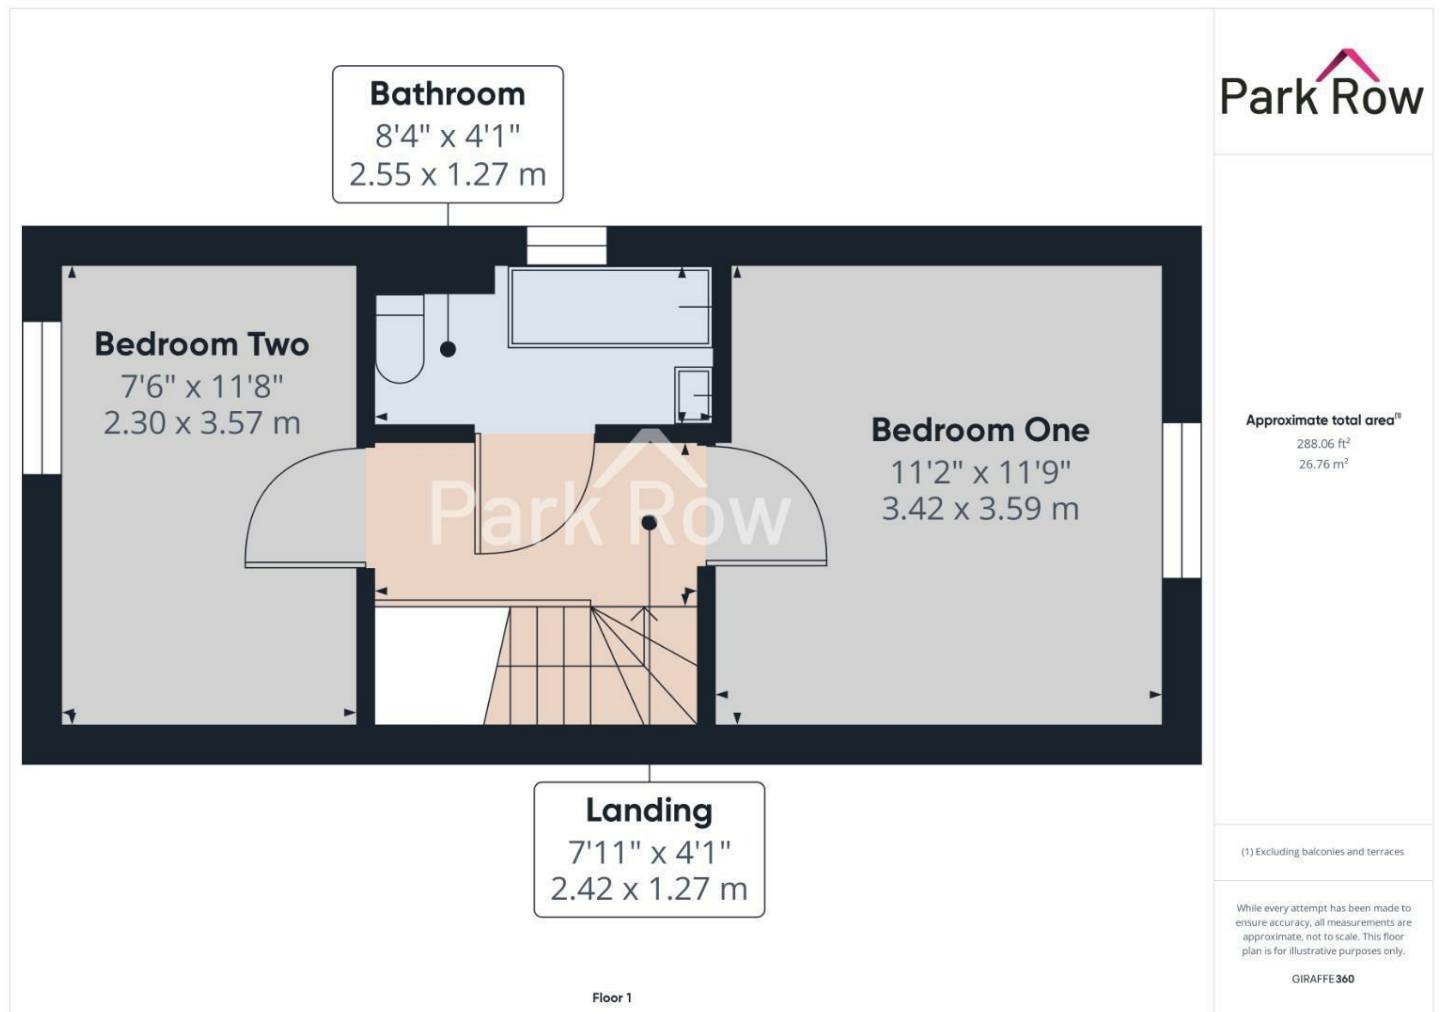 Bathroom
8'4" x 4'1"
2.55 x 1.27 m
Park Row
Bedroom Two
7'6" x 11'8"
2.30 x 3.57 m
Bedroom One
11'2" x 11'9"
3.42 x 3.59 m
Park Row
Landing
7'11" x 4'1"
2.42 x 1.27 m
Floor 1
Approximate total area(1)
288.06 ft²
26.76 m²
(1) Excluding balconies and terraces
While every attempt has been made to
ensure accuracy, all measurements are
approximate, not to scale. This floor
plan is for illustrative purposes only.
GIRAFFE360